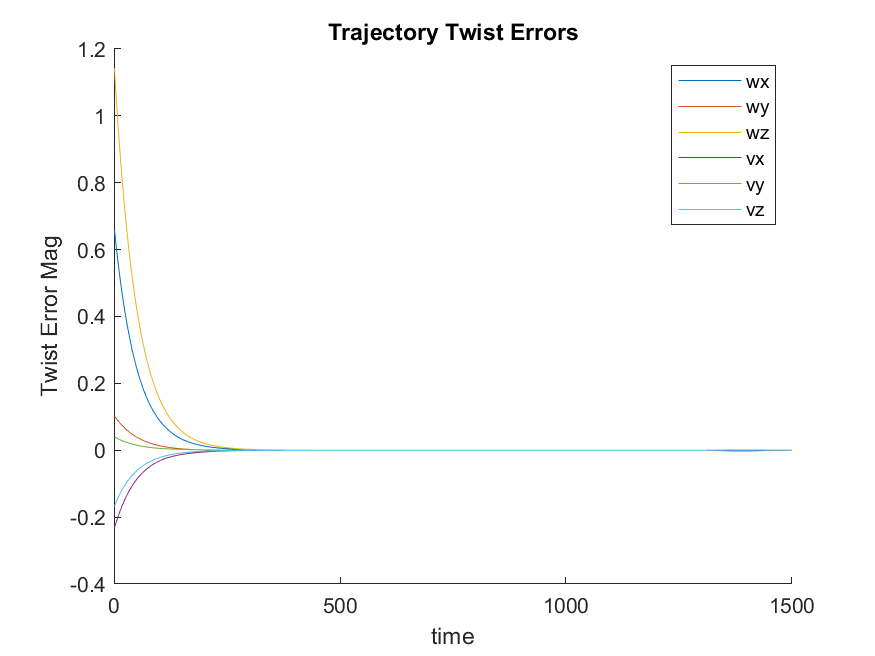 Trajectory Twist Errors
1.2
1
0.8
0.6
0.4
0.2
0
-0.2
-0.4
Twist Error Mag
wx
wy
wz
vx
vy
vz
0 500 1000 1500
time